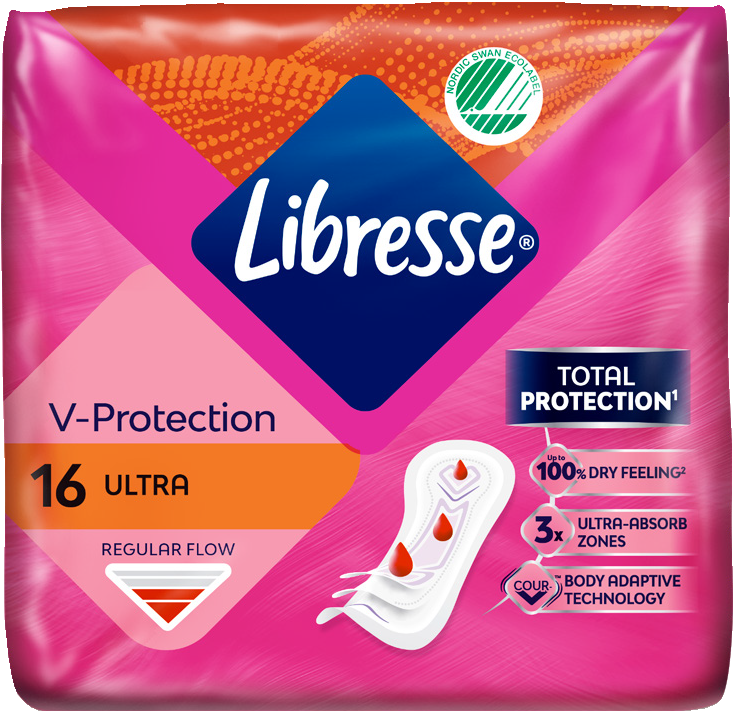 NORDIC SWAN ECOLABEL
Libresse®
V-Protection
16 ULTRA
REGULAR FLOW
TOTAL
PROTECTION¹
Up to
100% DRY FEELING²
3x ULTRA-ABSORB
ZONES
COUR-V™ BODY ADAPTIVE
TECHNOLOGY